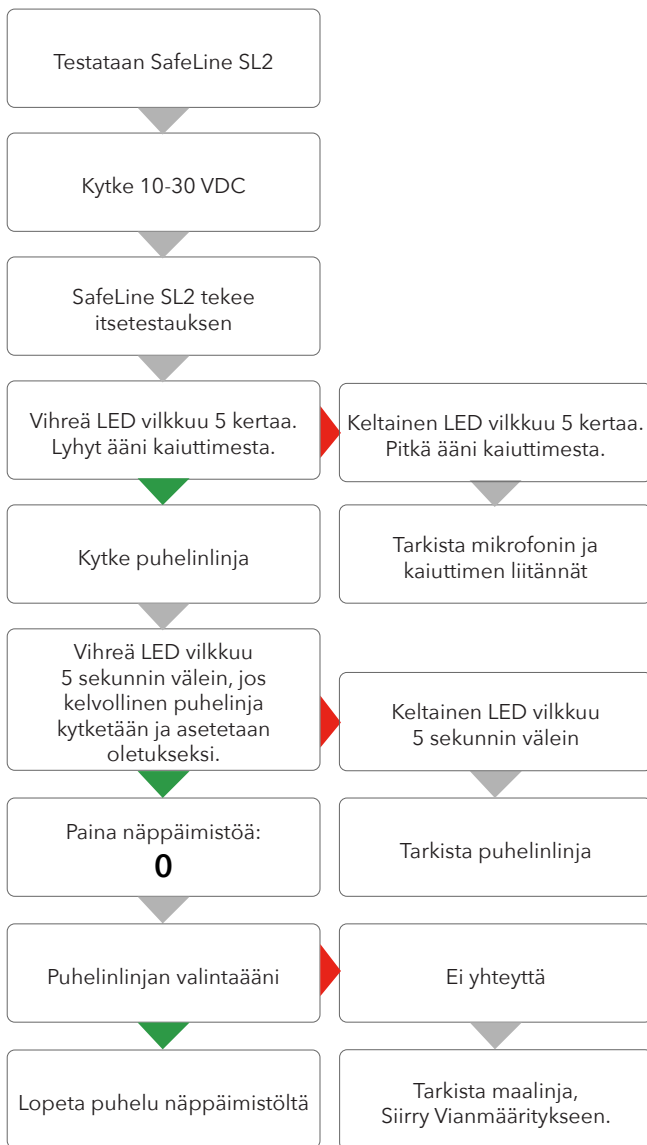 Testataan SafeLine SL2
Kytke 10-30 VDC
SafeLine SL2 tekee
itsetestauksen
Vihreä LED vilkkuu 5 kertaa.
Lyhyt ääni kaiuttimesta.
Keltainen LED vilkkuu 5 kertaa.
Pitkä ääni kaiuttimesta.
Kytke puhelinlinja
Tarkista mikrofonin ja
kaiuttimen liitännät
Vihreä LED vilkkuu
5 sekunnin välein, jos
kelvollinen puhelinja
kytketään ja asetetaan
oletukseksi.
Keltainen LED vilkkuu
5 sekunnin välein
Paina näppäimistöä:
0
Tarkista puhelinlinja
Puhelinlinjan valintaääni
Ei yhteyttä
Lopeta puhelu näppäimistöltä
Tarkista maalinja,
Siirry Vianmääritykseen.